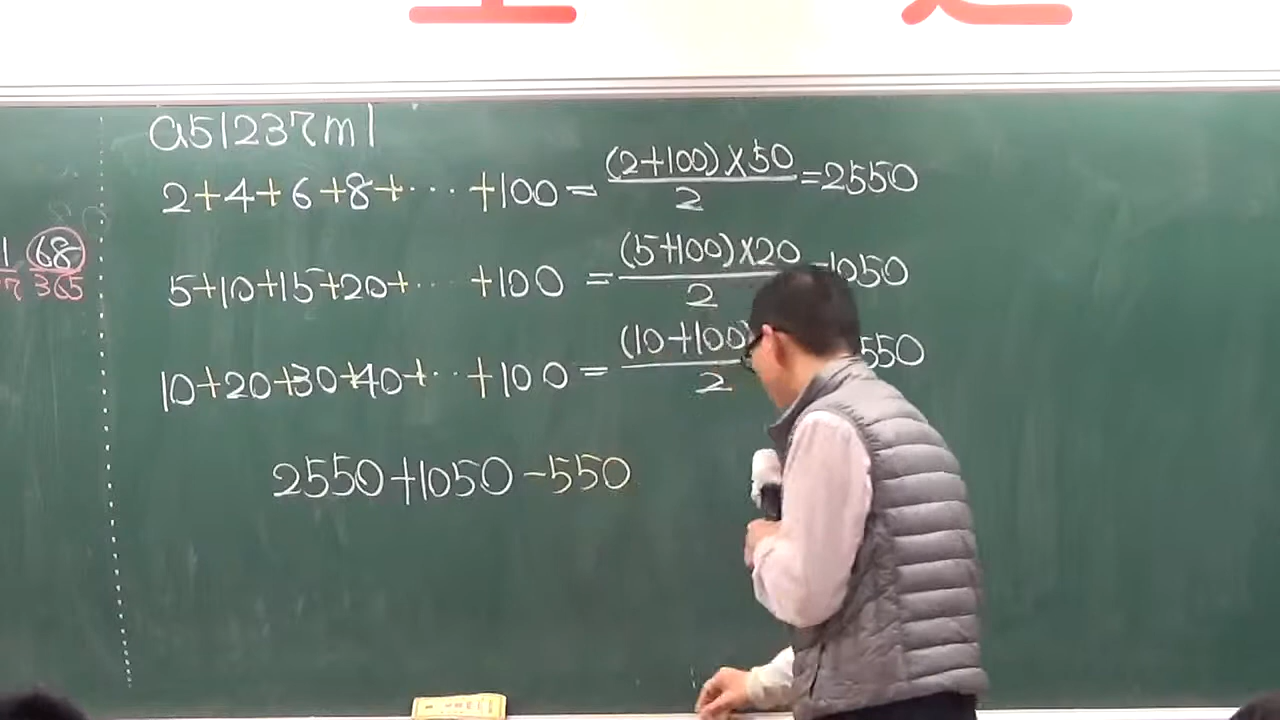 a51237m1
2+4+6+8+⋯ +100= (2+100)×50/2 =2550
68/365
5+10+15+20+⋯ +100 = (5+100)×20/2 =1050
10+20+30+40+⋯ +100 = (10+100) /2 550
2550+1050-550